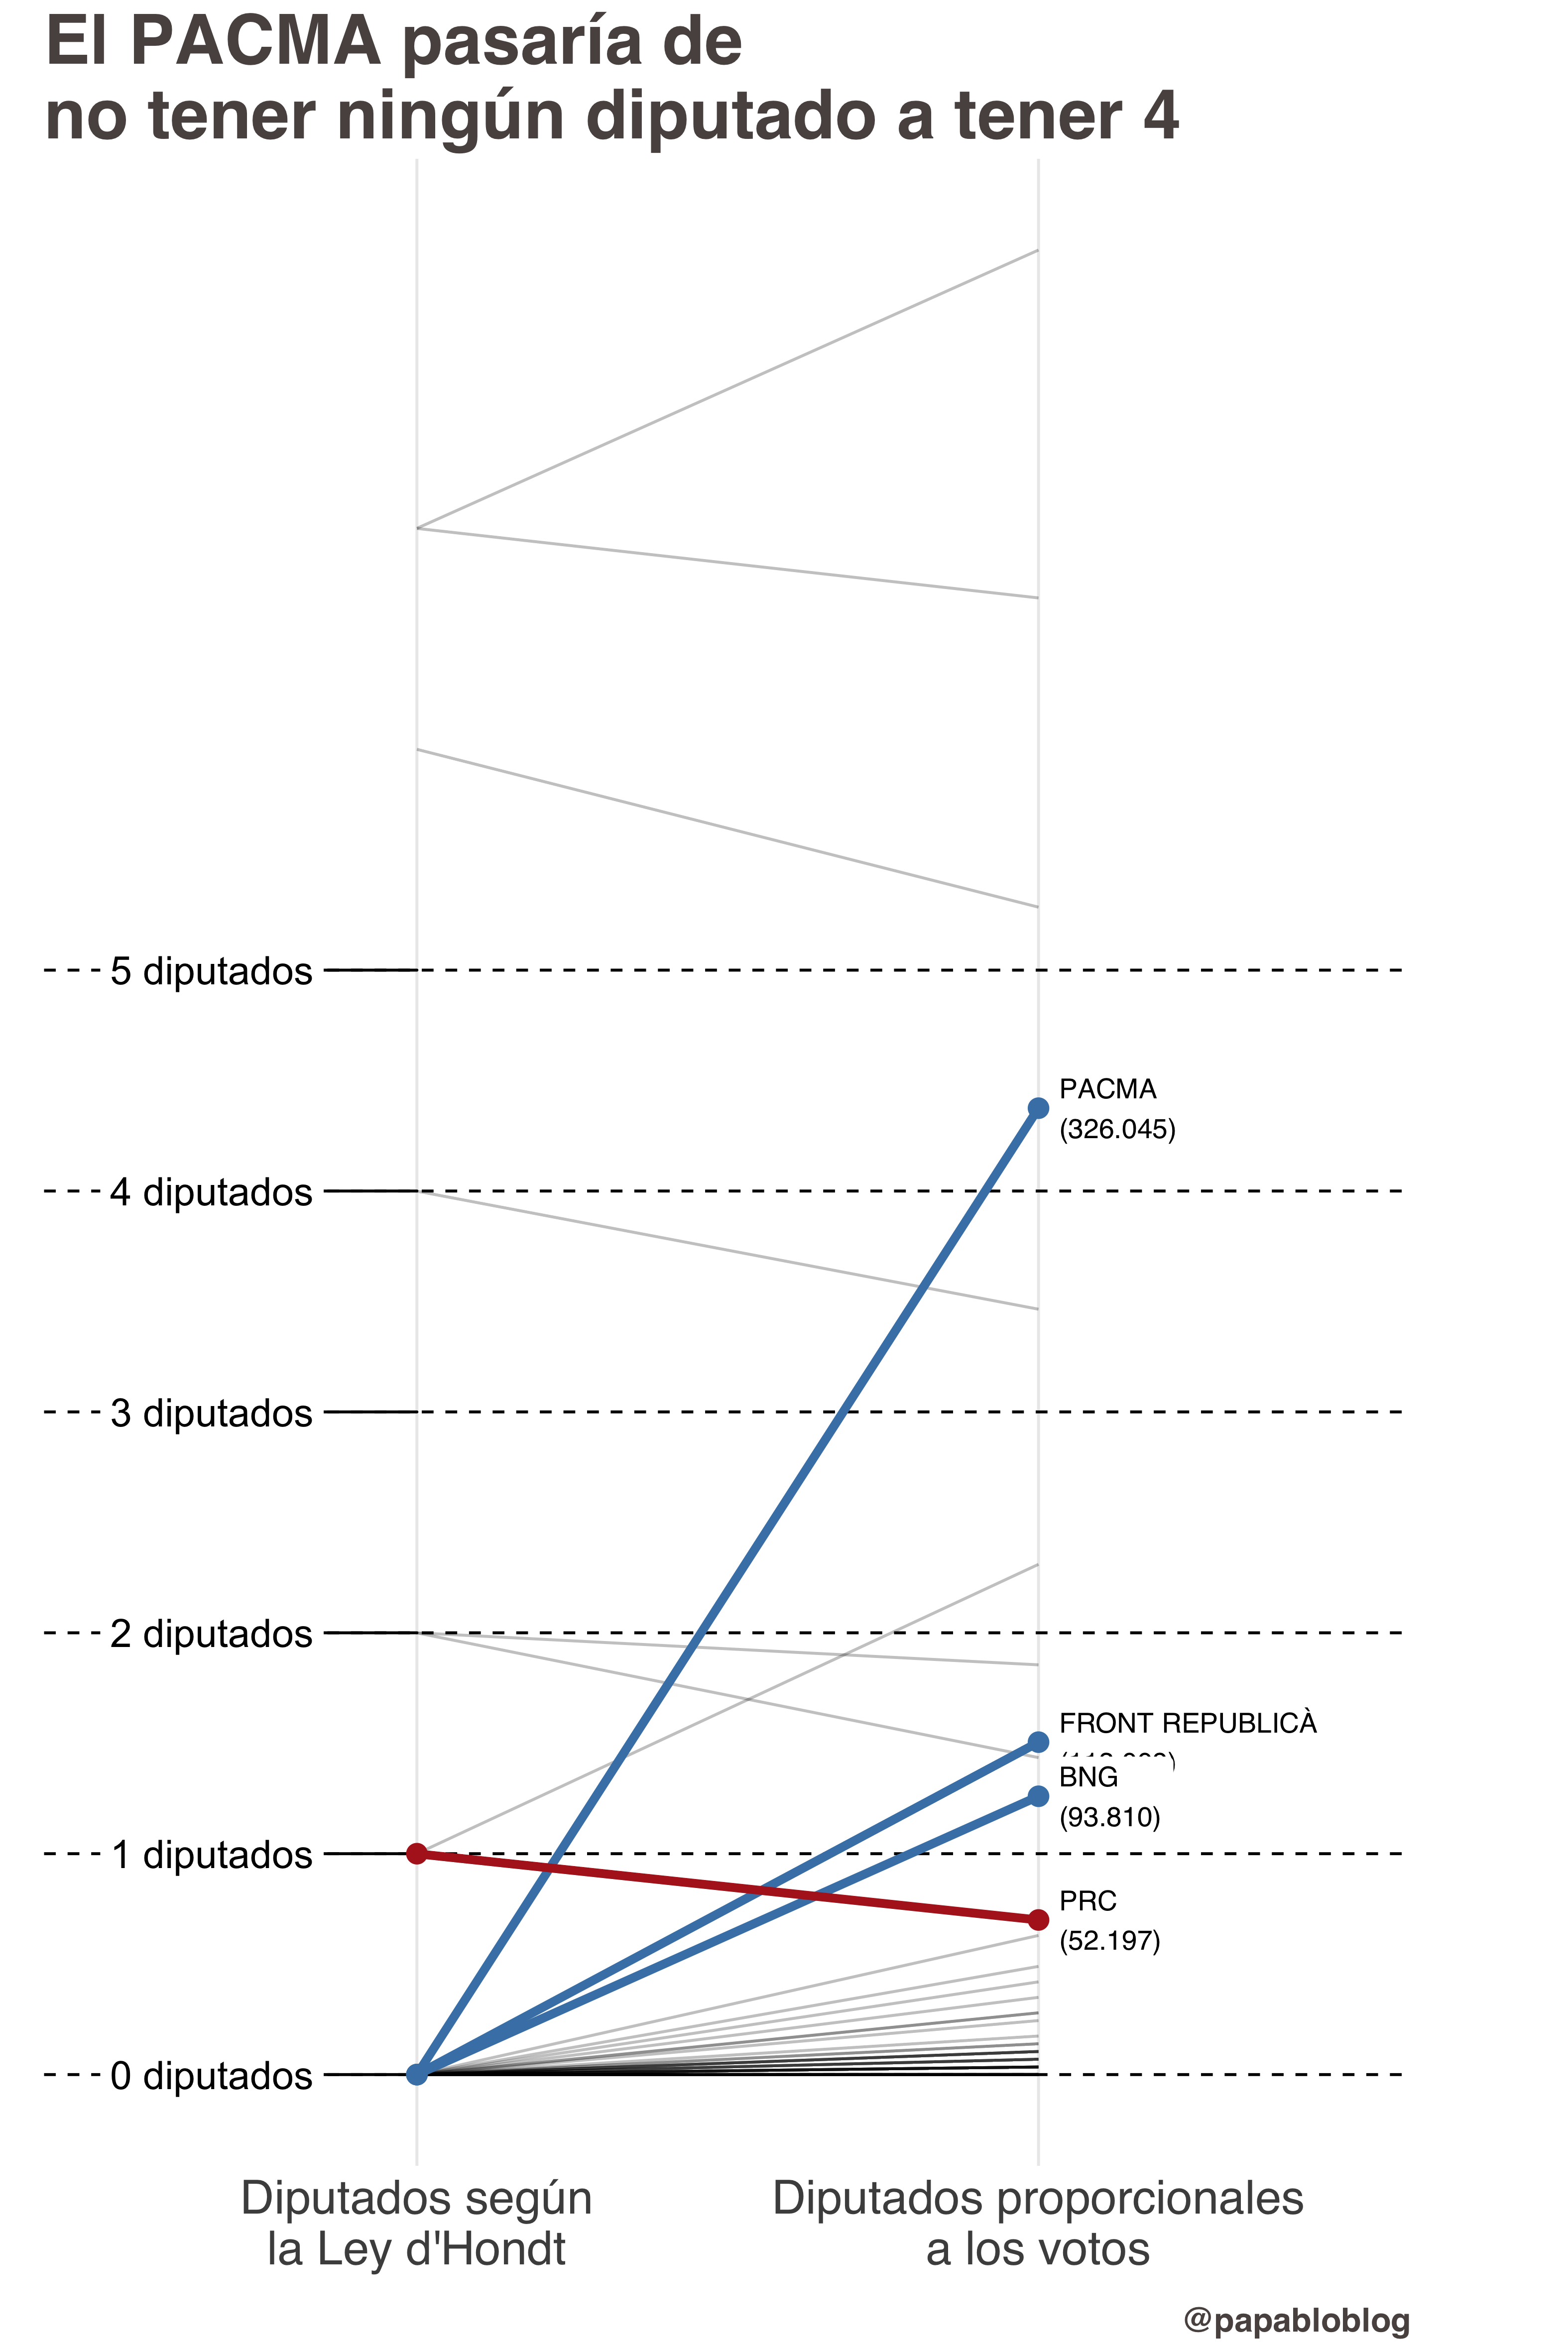 El PACMA pasaría de
no tener ningún diputado a tener 4
5 diputados
PACMA
(326.045)
4 diputados
3 diputados
2 diputados
FRONT REPUBLICÀ
BNG
(93.810)
1 diputados
PRC
(52.197)
0 diputados
Diputados según
la Ley d'Hondt
Diputados proporcionales
a los votos
@papabloblog